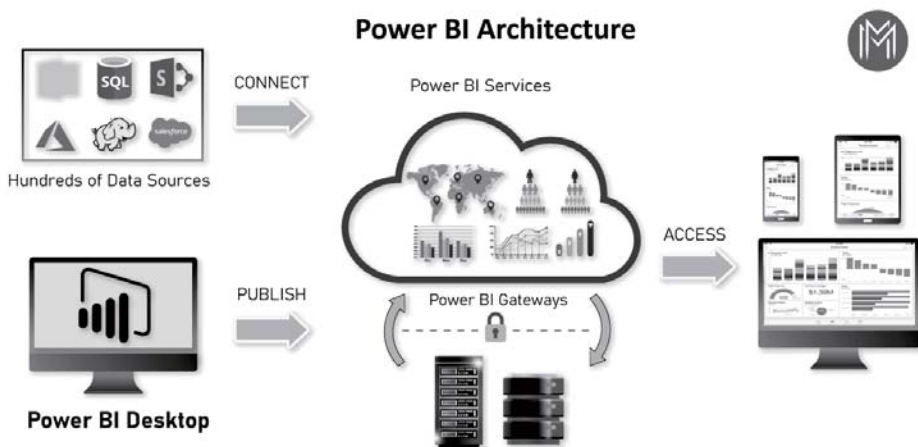 Power BI Architecture
CONNECT
Power BI Services
SQL
S
salesforce
Hundreds of Data Sources
ACCESS
PUBLISH
Power BI Gateways
Power BI Desktop